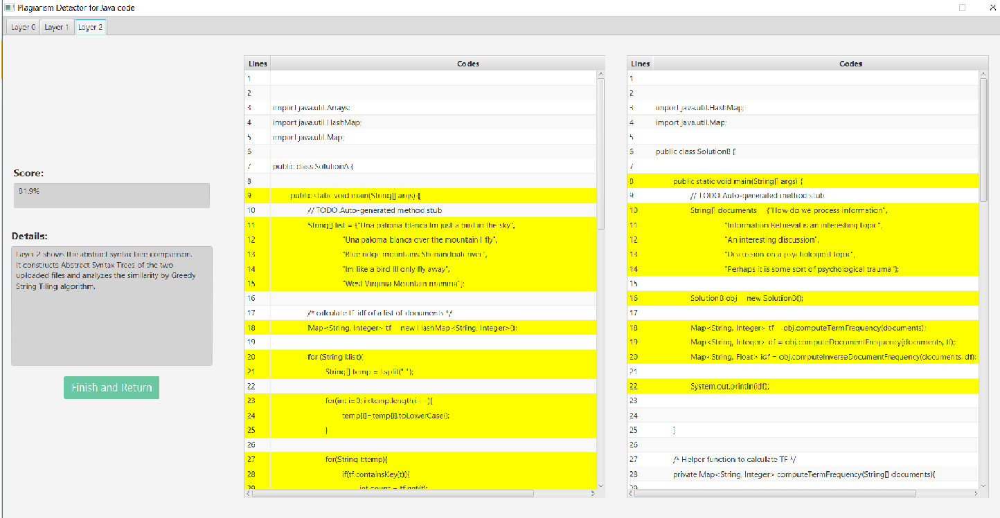 Plagiarism Detector for Java code
Layer 0 Layer 1 Layer 2
Score:
81.9%
Details:
Layer 2 shows the abstract syntax tree comparison.
It constructs Abstract Syntax Trees of the two
uploaded files and analyzes the similarity by Greedy
String Tiling algorithm.
Finish and Return
Lines Codes
1
2
3 import java.util.Arrays;
4 import java.util.HashMap;
5 import java.util.Map;
6
7 public class SolutionA {
8
9 public static void main(String[] args) {
10 // TODO Auto-generated method stub
11 String[] list = {"Una paloma blanca Im just a bird in the sky",
12 "Una paloma blanca over the mountain I fly",
13 "Blue ridge mountains Shenandoah river",
14 "Im like a bird Ill only fly away",
15 "West Virginia Mountain mamma"};
16
17 /* calculate tf idf of a list of documents */
18 Map<String, Integer> tf = new HashMap<String, Integer>();
19
20 for (String l:list){
21 String[] temp = l.split(" ");
22
23 for(int i=0; i<temp.length;i++){
24 temp[i]=temp[i].toLowerCase();
25 }
26
27 for(String t:temp){
28 if(tf.containsKey(t)){
29 int count = tf.get(t);
Lines Codes
1
2
3 import java.util.HashMap;
4 import java.util.Map;
5
6 public class SolutionB {
7
8 public static void main(String[] args) {
9 // TODO Auto-generated method stub
10 String[] documents = {"How do we process information",
11 "Information Retrieval is an interesting topic",
12 "An interesting discussion",
13 "Discussion on a psychological topic",
14 "Perhaps it is some sort of psychological trauma"};
15
16 SolutionB obj = new SolutionB();
17
18 Map<String, Integer> tf = obj.computeTermFrequency(documents);
19 Map<String, Integer> df = obj.computeDocumentFrequency(documents, tf);
20 Map<String, Float> idf = obj.computeInverseDocumentFrequency(documents, df);
21
22 System.out.println(idf);
23
24
25 }
26
27 /* Helper function to calculate TF */
28 private Map<String, Integer> computeTermFrequency(String[] documents){
29